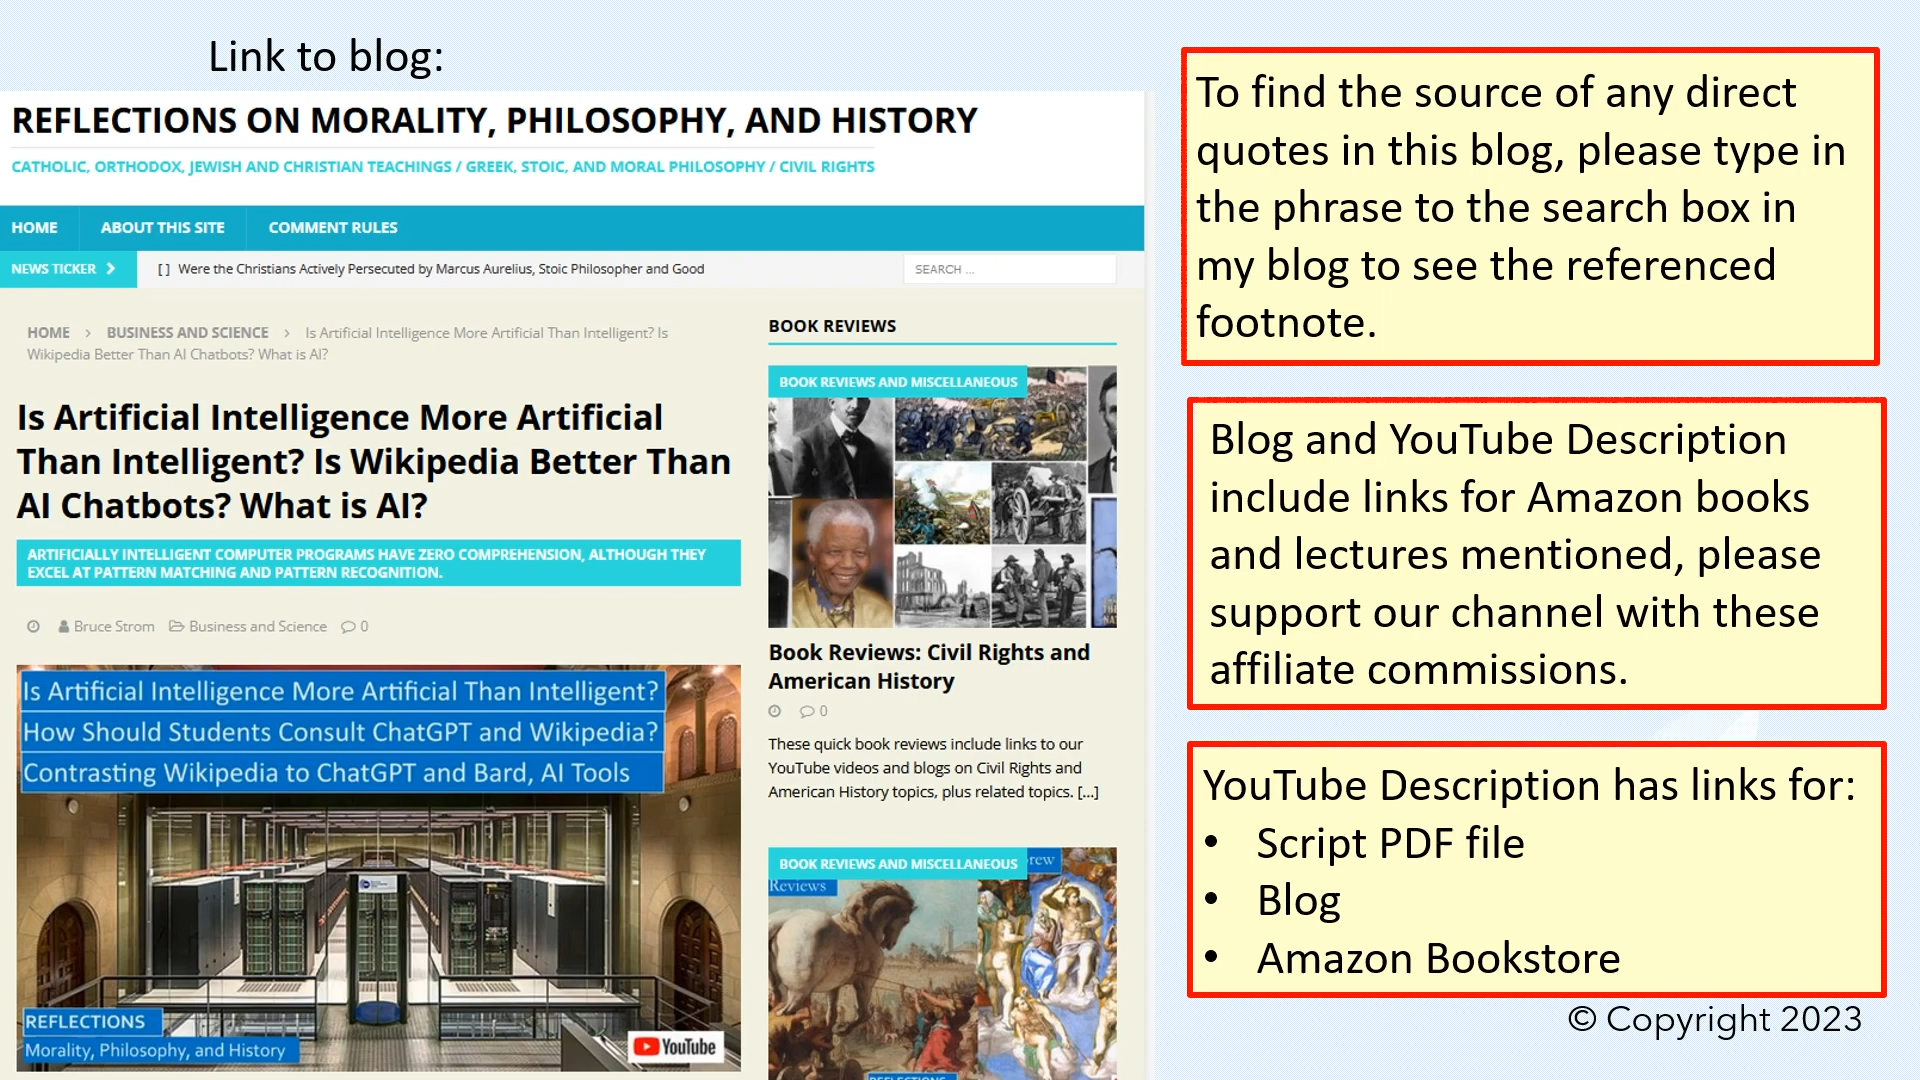 Link to blog:
REFLECTIONS ON MORALITY, PHILOSOPHY, AND HISTORY
CATHOLIC, ORTHODOX, JEWISH AND CHRISTIAN TEACHINGS / GREEK, STOIC, AND MORAL PHILOSOPHY / CIVIL RIGHTS
HOME ABOUT THIS SITE COMMENT RULES
NEWS TICKER [ ] Were the Christians Actively Persecuted by Marcus Aurelius, Stoic Philosopher and Good
SEARCH ...
HOME > BUSINESS AND SCIENCE > Is Artificial Intelligence More Artificial Than Intelligent? Is
Wikipedia Better Than AI Chatbots? What is AI?
Is Artificial Intelligence More Artificial
Than Intelligent? Is Wikipedia Better Than
AI Chatbots? What is AI?
ARTIFICIALLY INTELLIGENT COMPUTER PROGRAMS HAVE ZERO COMPREHENSION, ALTHOUGH THEY
EXCEL AT PATTERN MATCHING AND PATTERN RECOGNITION.
Bruce Strom Business and Science 0
Is Artificial Intelligence More Artificial Than Intelligent?
How Should Students Consult ChatGPT and Wikipedia?
Contrasting Wikipedia to ChatGPT and Bard, AI Tools
REFLECTIONS
Morality, Philosophy, and History
YouTube
BOOK REVIEWS
BOOK REVIEWS AND MISCELLANEOUS
Book Reviews: Civil Rights and
American History
0
These quick book reviews include links to our
YouTube videos and blogs on Civil Rights and
American History topics, plus related topics. [...]
BOOK REVIEWS AND MISCELLANEOUS
Reviews
REFLECTIONS
To find the source of any direct
quotes in this blog, please type in
the phrase to the search box in
my blog to see the referenced
footnote.
Blog and YouTube Description
include links for Amazon books
and lectures mentioned, please
support our channel with these
affiliate commissions.
YouTube Description has links for:
• Script PDF file
• Blog
• Amazon Bookstore
© Copyright 2023